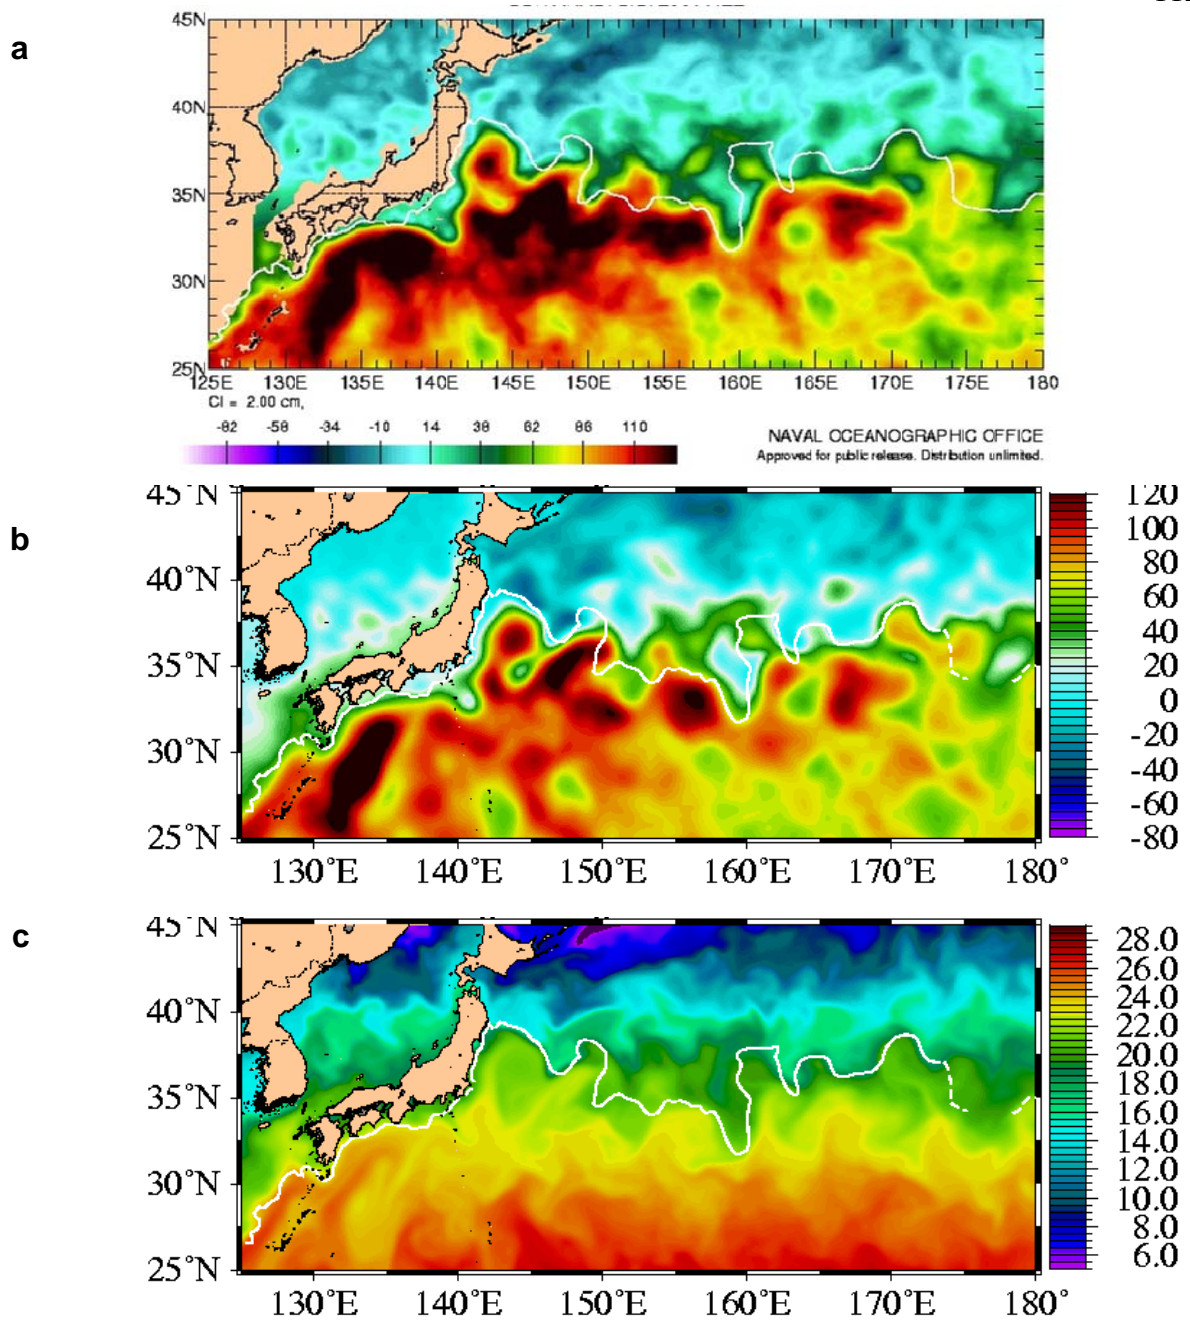 a
45N
40N
35N
30N
25N
125E 130E 135E 140E 145E 150E 155E 160E 165E 170E 175E 180
CI = 2.00 cm,
-82 -58 -34 -10 14 38 62 86 110
NAVAL OCEANOGRAPHIC OFFICE
Approved for public release. Distribution unlimited.
b
45°N
40°N
35°N
30°N
25°N
130°E 140°E 150°E 160°E 170°E 180°
120
100
80
60
40
20
0
-20
-40
-60
-80
c
45°N
40°N
35°N
30°N
25°N
130°E 140°E 150°E 160°E 170°E 180°
28.0
26.0
24.0
22.0
20.0
18.0
16.0
14.0
12.0
10.0
8.0
6.0